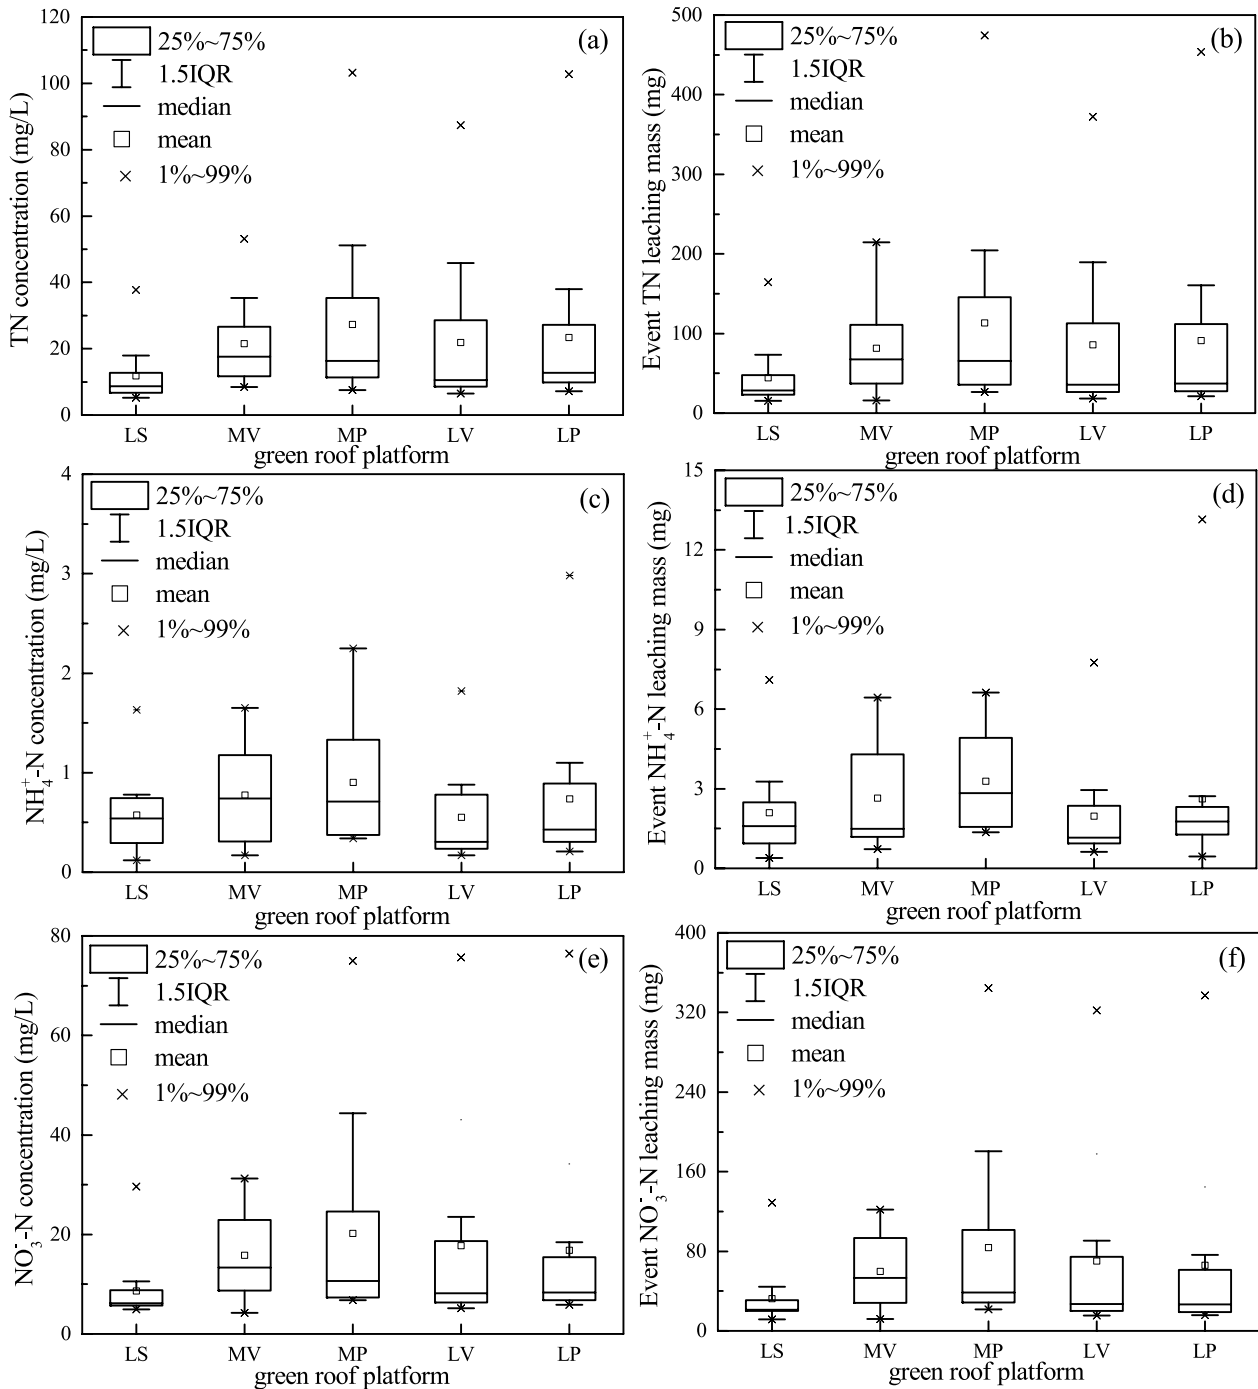 120
100
80
60
40
20
0
TN concentration (mg/L)
25%~75%
1.5IQR
median
mean
1%~99%
(a)
LS MV MP LV LP
green roof platform
500
400
300
200
100
0
Event TN leaching mass (mg)
25%~75%
1.5IQR
median
mean
1%~99%
(b)
LS MV MP LV LP
green roof platform
4
3
2
1
0
NH4+-N concentration (mg/L)
25%~75%
1.5IQR
median
mean
1%~99%
(c)
LS MV MP LV LP
green roof platform
15
12
9
6
3
0
Event NH4+-N leaching mass (mg)
25%~75%
1.5IQR
median
mean
1%~99%
(d)
LS MV MP LV LP
green roof platform
80
60
40
20
0
NO3--N concentration (mg/L)
25%~75%
1.5IQR
median
mean
1%~99%
(e)
LS MV MP LV LP
green roof platform
400
320
240
160
80
0
Event NO3--N leaching mass (mg)
25%~75%
1.5IQR
median
mean
1%~99%
(f)
LS MV MP LV LP
green roof platform